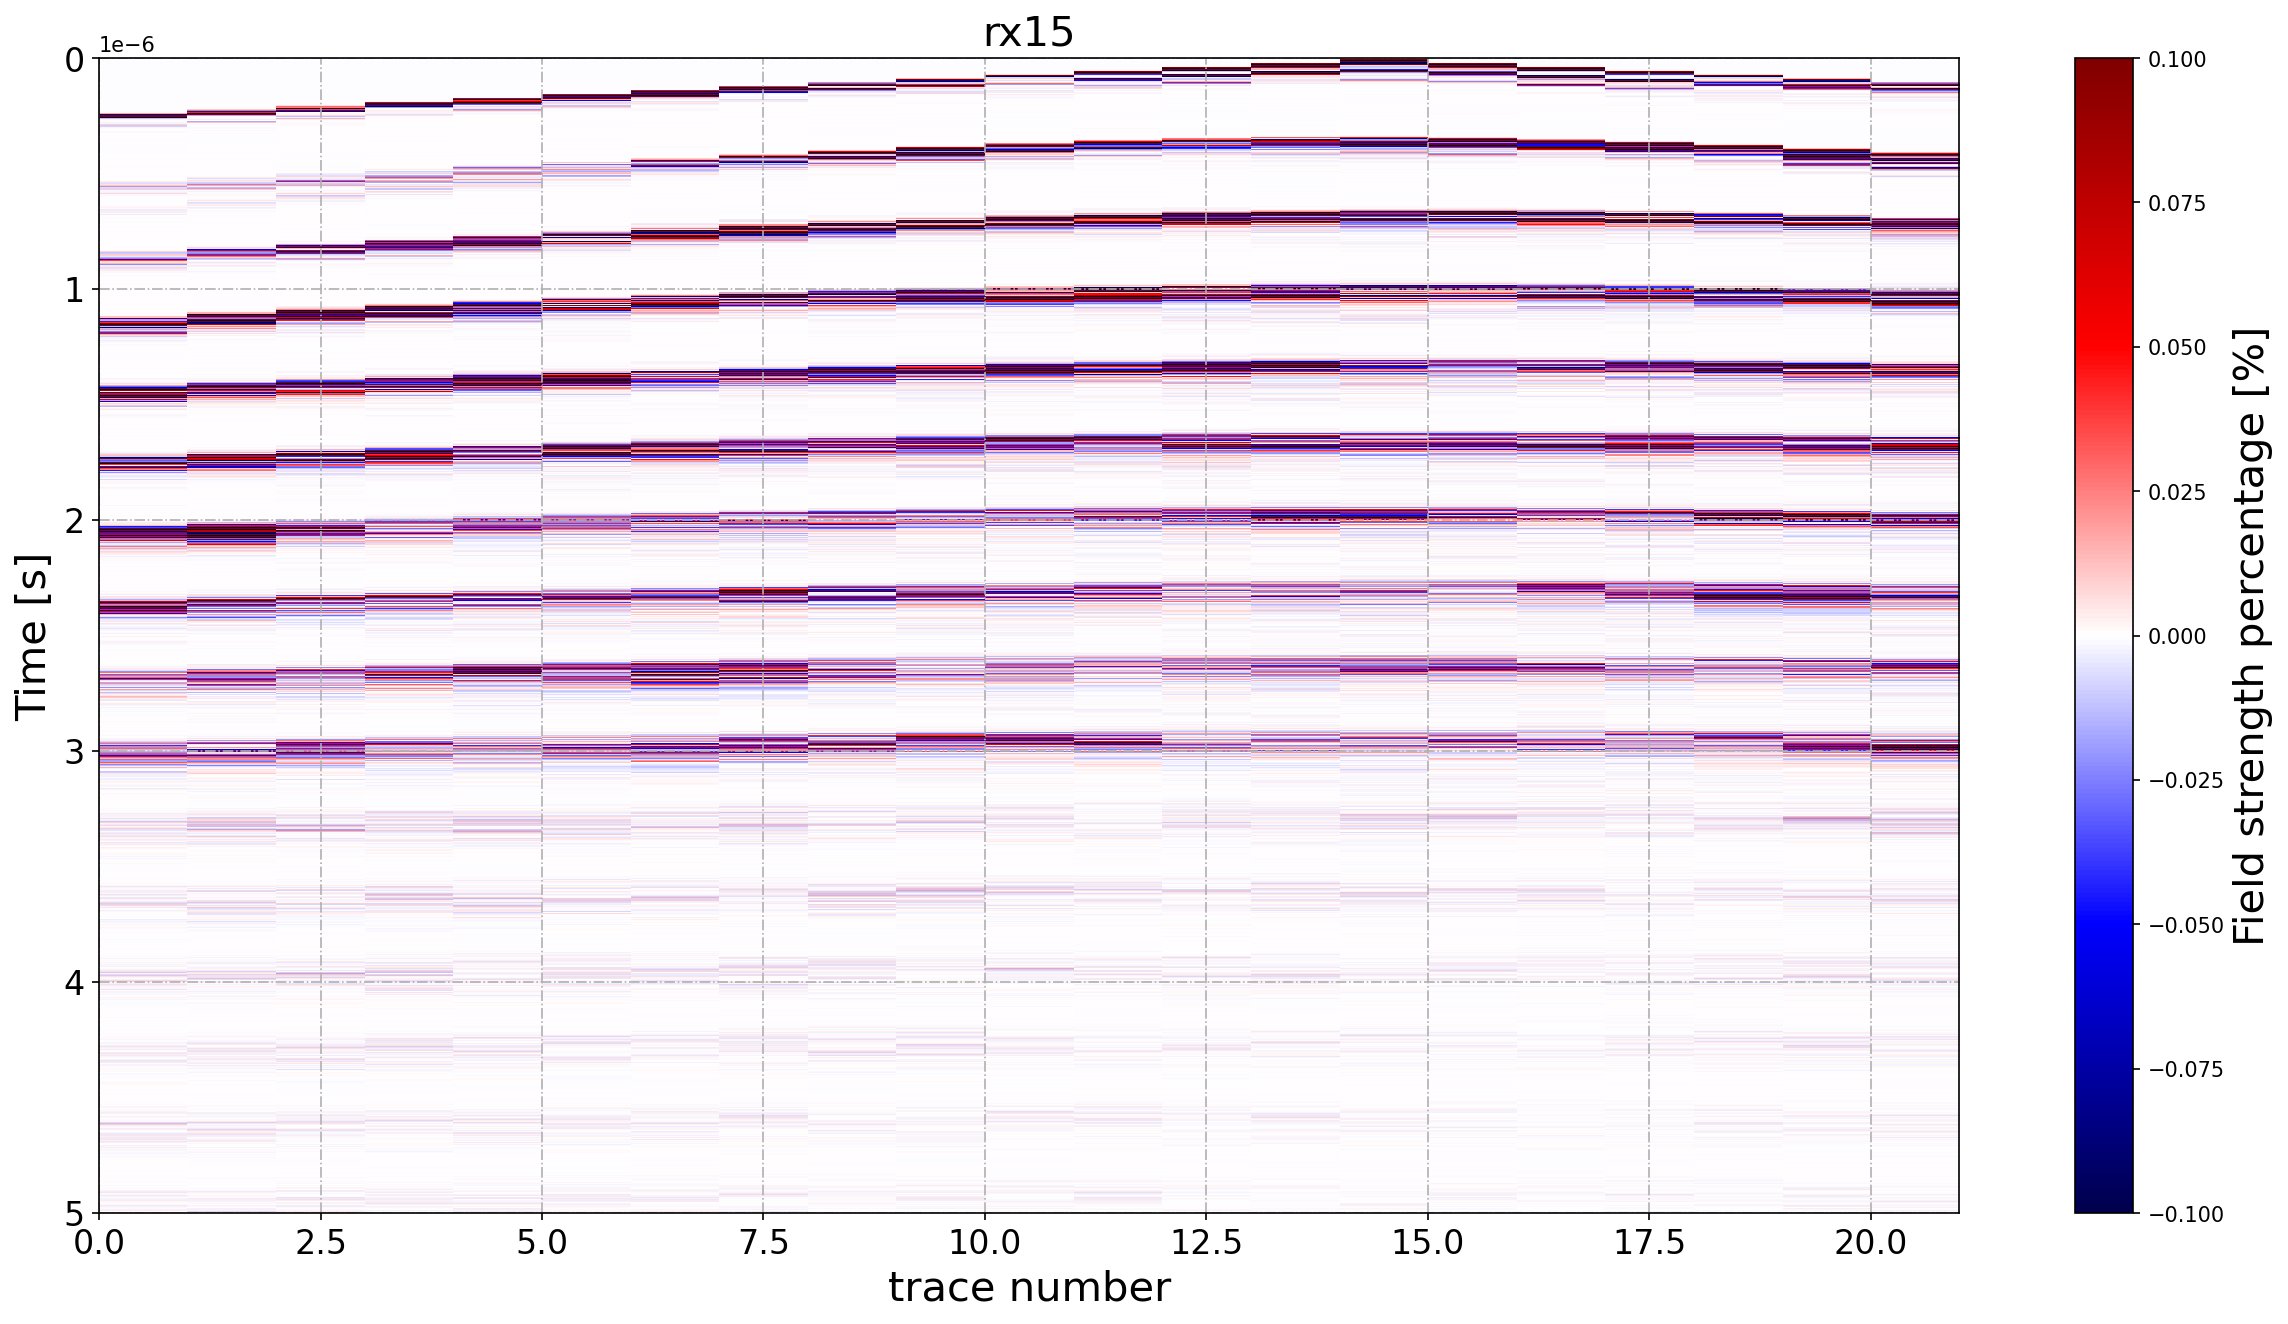 rx15
1e−6
0
1
2
3
4
5
Time [s]
0.0 2.5 5.0 7.5 10.0 12.5 15.0 17.5 20.0
trace number
0.100
0.075
0.050
0.025
0.000
−0.025
−0.050
−0.075
−0.100
Field strength percentage [%]